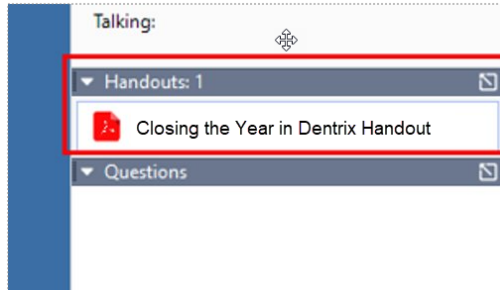 Talking:
Handouts: 1
Closing the Year in Dentrix Handout
Questions